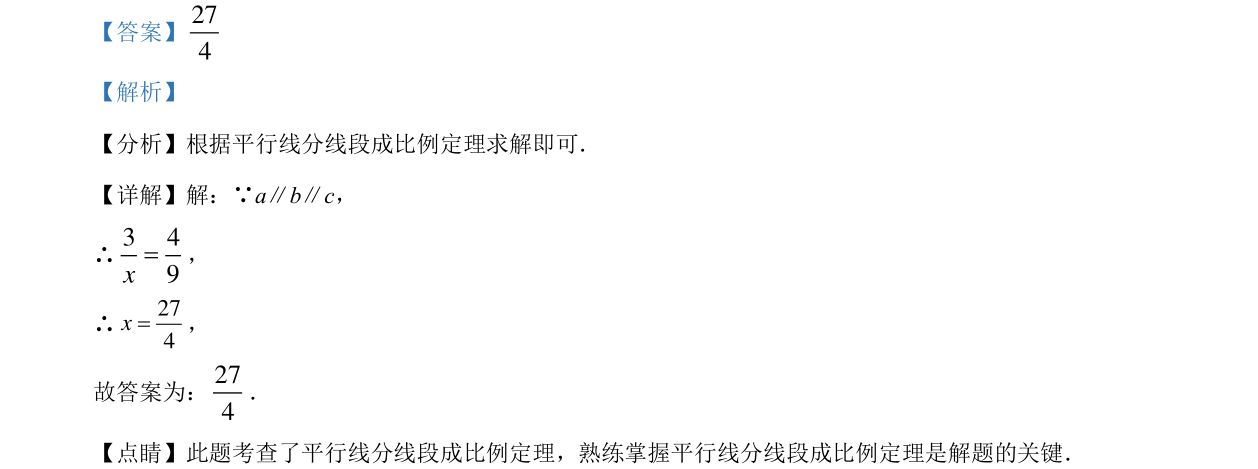 【答案】27/4
【解析】
【分析】根据平行线分线段成比例定理求解即可．
【详解】解：∵a∥b∥c，
∴3/x=4/9，
∴x=27/4，
故答案为：27/4．
【点睛】此题考查了平行线分线段成比例定理，熟练掌握平行线分线段成比例定理是解题的关键．